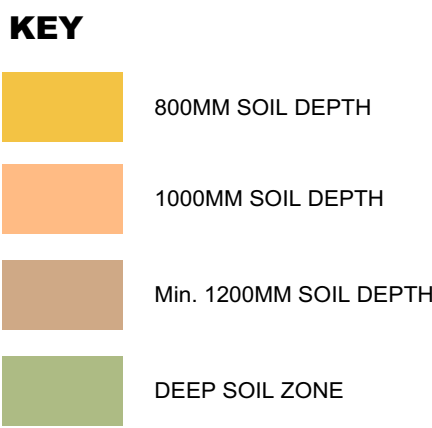 KEY
800MM SOIL DEPTH
1000MM SOIL DEPTH
Min. 1200MM SOIL DEPTH
DEEP SOIL ZONE